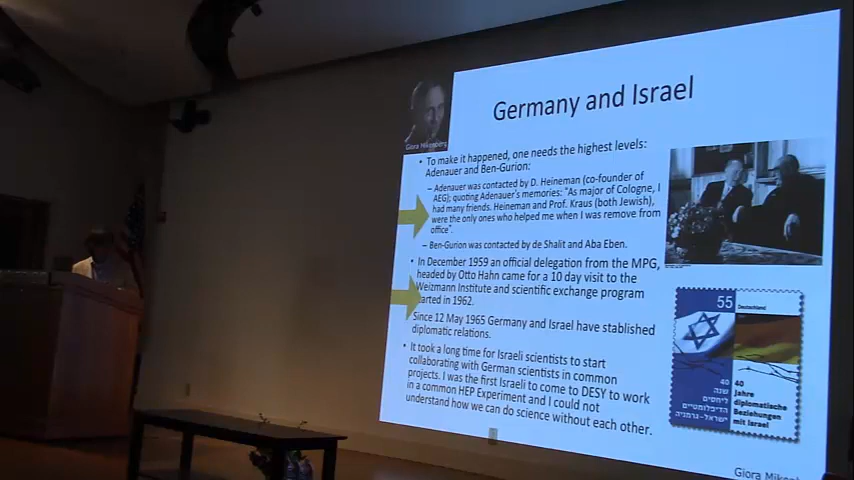 Germany and Israel
Giora Mikenberg
• To make it happened, one needs the highest levels:
Adenauer and Ben-Gurion:
– Adenauer was contacted by D. Heineman (co-founder of
AEG); quoting Adenauer's memories: "As major of Cologne, I
had many friends. Heineman and Prof. Kraus (both Jewish),
were the only ones who helped me when I was remove from
office".
– Ben-Gurion was contacted by de Shalit and Aba Eben.
• In December 1959 an official delegation from the MPG,
headed by Otto Hahn came for a 10 day visit to the
Weizmann Institute and scientific exchange program
arted in 1962.
Since 12 May 1965 Germany and Israel have stablished
diplomatic relations.
• It took a long time for Israeli scientists to start
collaborating with German scientists in common
projects. I was the first Israeli to come to DESY to work
in a common HEP Experiment and I could not
understand how we can do science without each other.
55 Deutschland
40
שנה
ליחסים
הדיפלומטיים
ישראל-גרמניה
40
Jahre
diplomatische
Beziehungen
mit Israel
Giora Miken